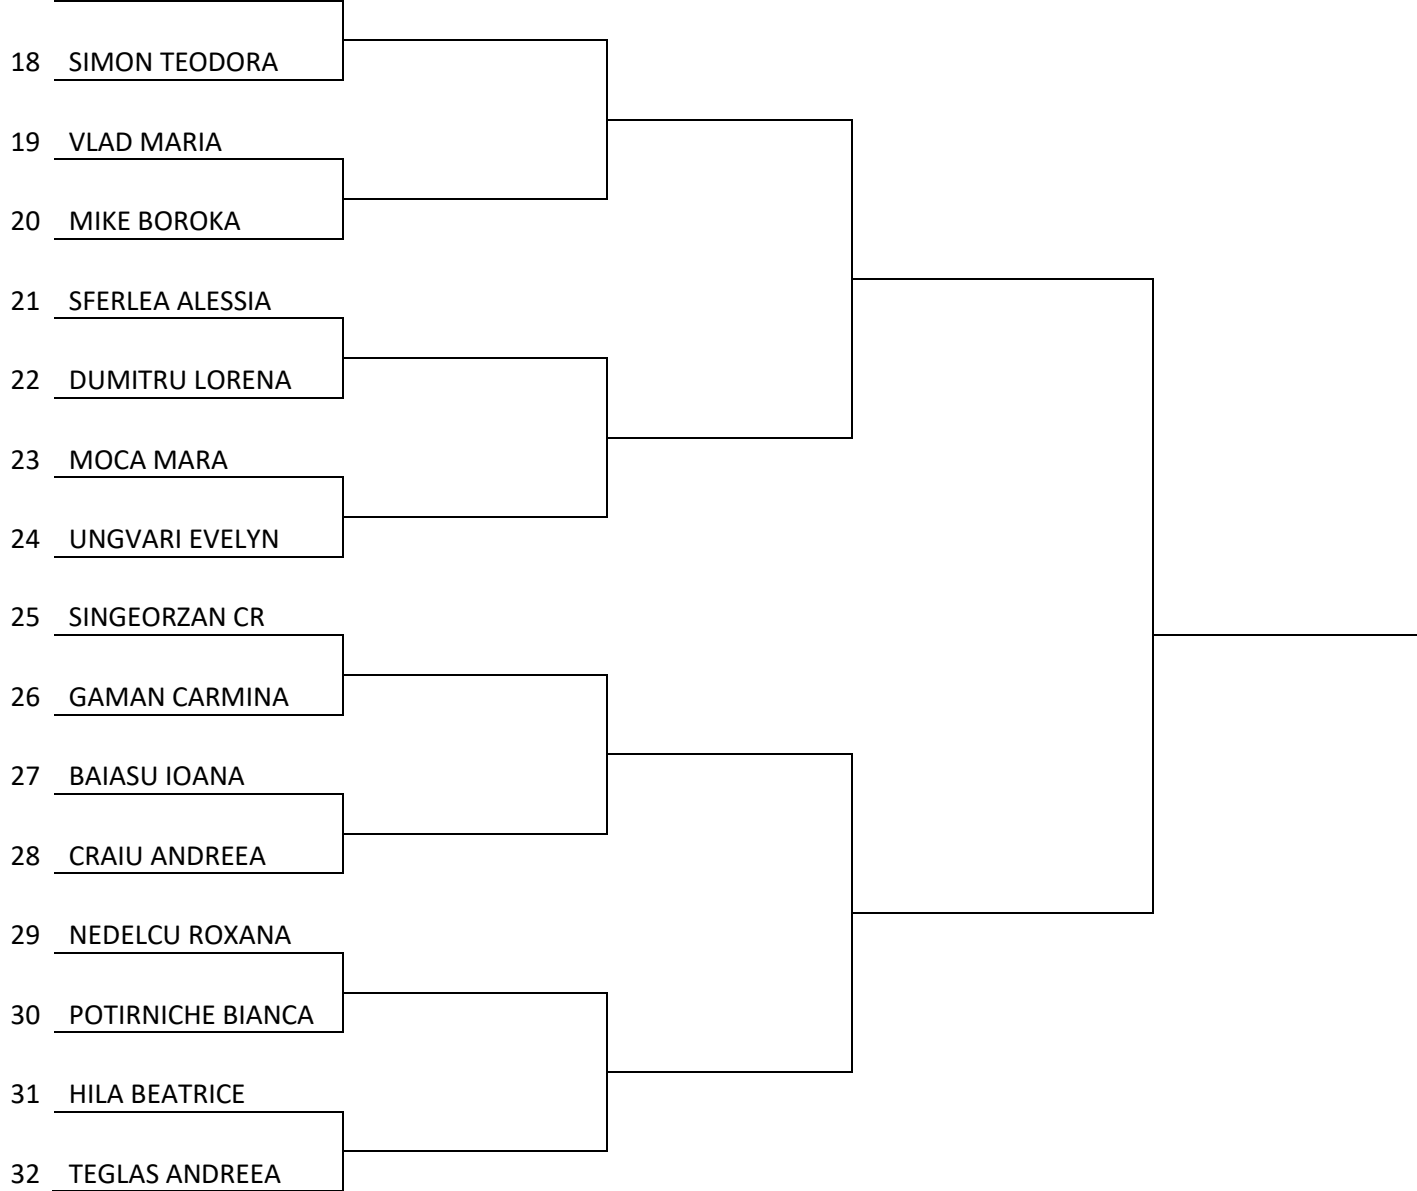 18 SIMON TEODORA
19 VLAD MARIA
20 MIKE BOROKA
21 SFERLEA ALESSIA
22 DUMITRU LORENA
23 MOCA MARA
24 UNGVARI EVELYN
25 SINGEORZAN CR
26 GAMAN CARMINA
27 BAIASU IOANA
28 CRAIU ANDREEA
29 NEDELCU ROXANA
30 POTIRNICHE BIANCA
31 HILA BEATRICE
32 TEGLAS ANDREEA